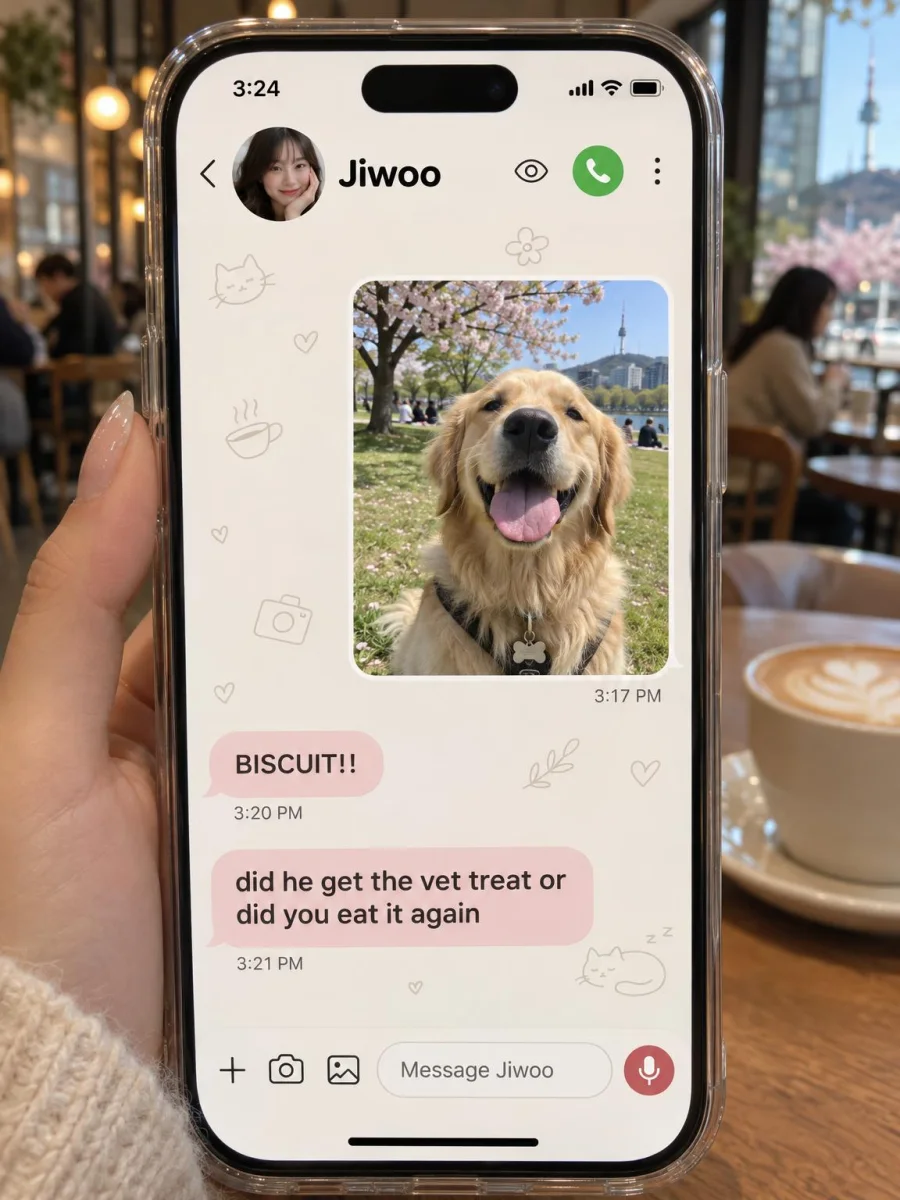 3:24
Jiwoo
3:17 PM
BISCUIT!!
3:20 PM
did he get the vet treat or
did you eat it again
3:21 PM
Message Jiwoo